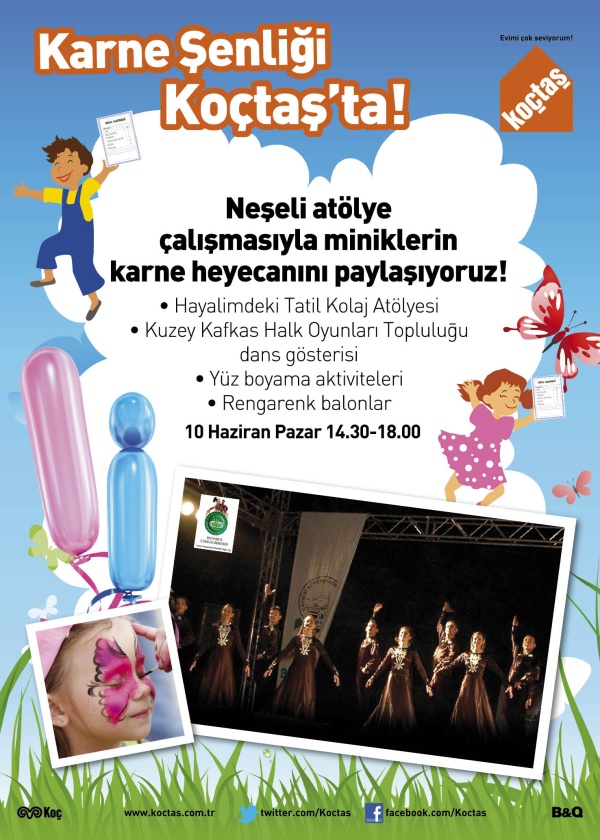 Karne Şenliği
Koçtaş'ta!
Evimi çok seviyorum!
koçtaş
Neşeli atölye
çalışmasıyla miniklerin
karne heyecanını paylaşıyoruz!
• Hayalimdeki Tatil Kolaj Atölyesi
• Kuzey Kafkas Halk Oyunları Topluluğu
dans gösterisi
• Yüz boyama aktiviteleri
• Rengarenk balonlar
10 Haziran Pazar 14.30-18.00
Koç
www.koctas.com.tr
twitter.com/Koctas
facebook.com/Koctas
B&Q